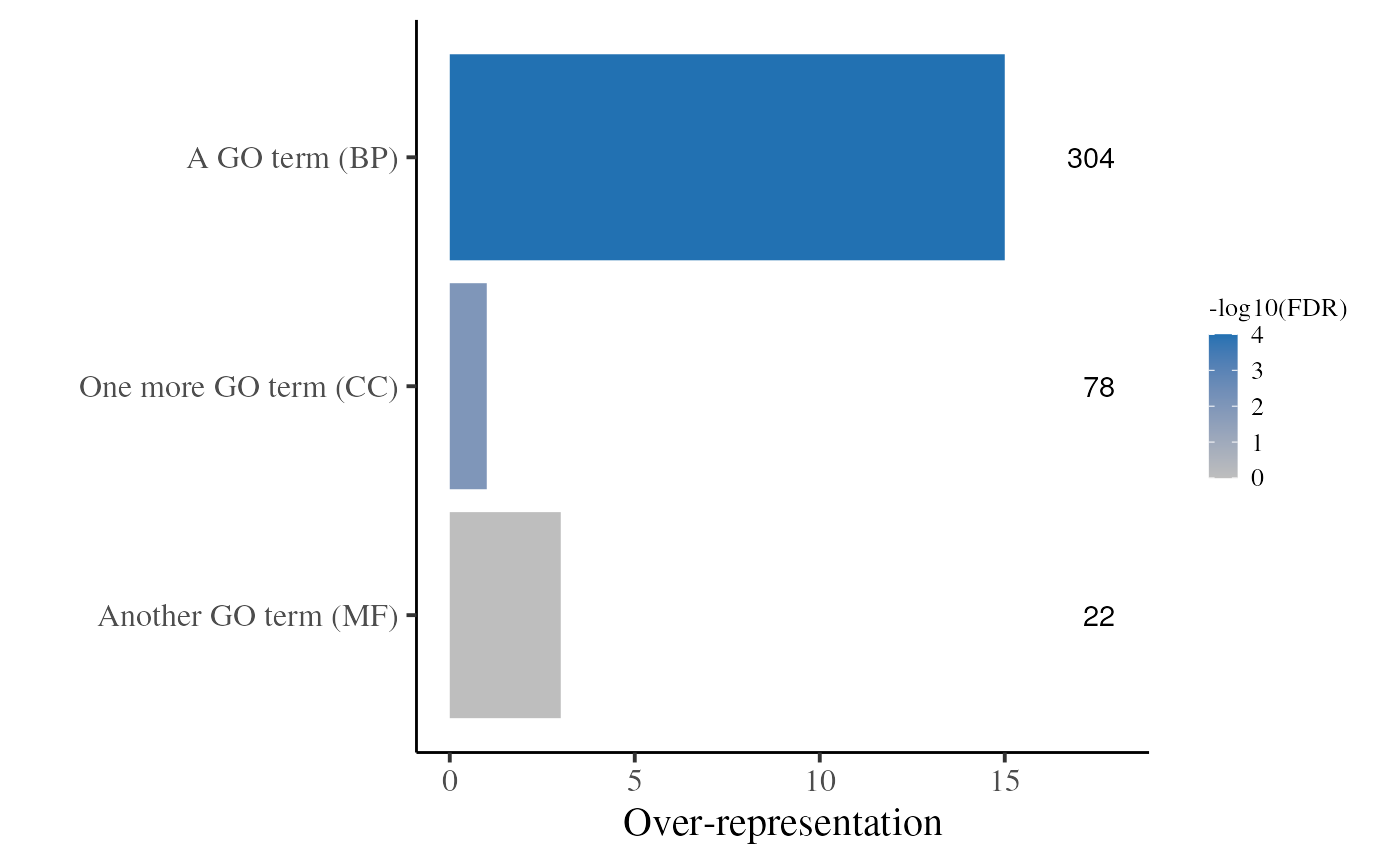 A GO term (BP)
304
One more GO term (CC)
78
Another GO term (MF)
22
0
5
10
15
Over-representation
-log10(FDR)
4
3
2
1
0